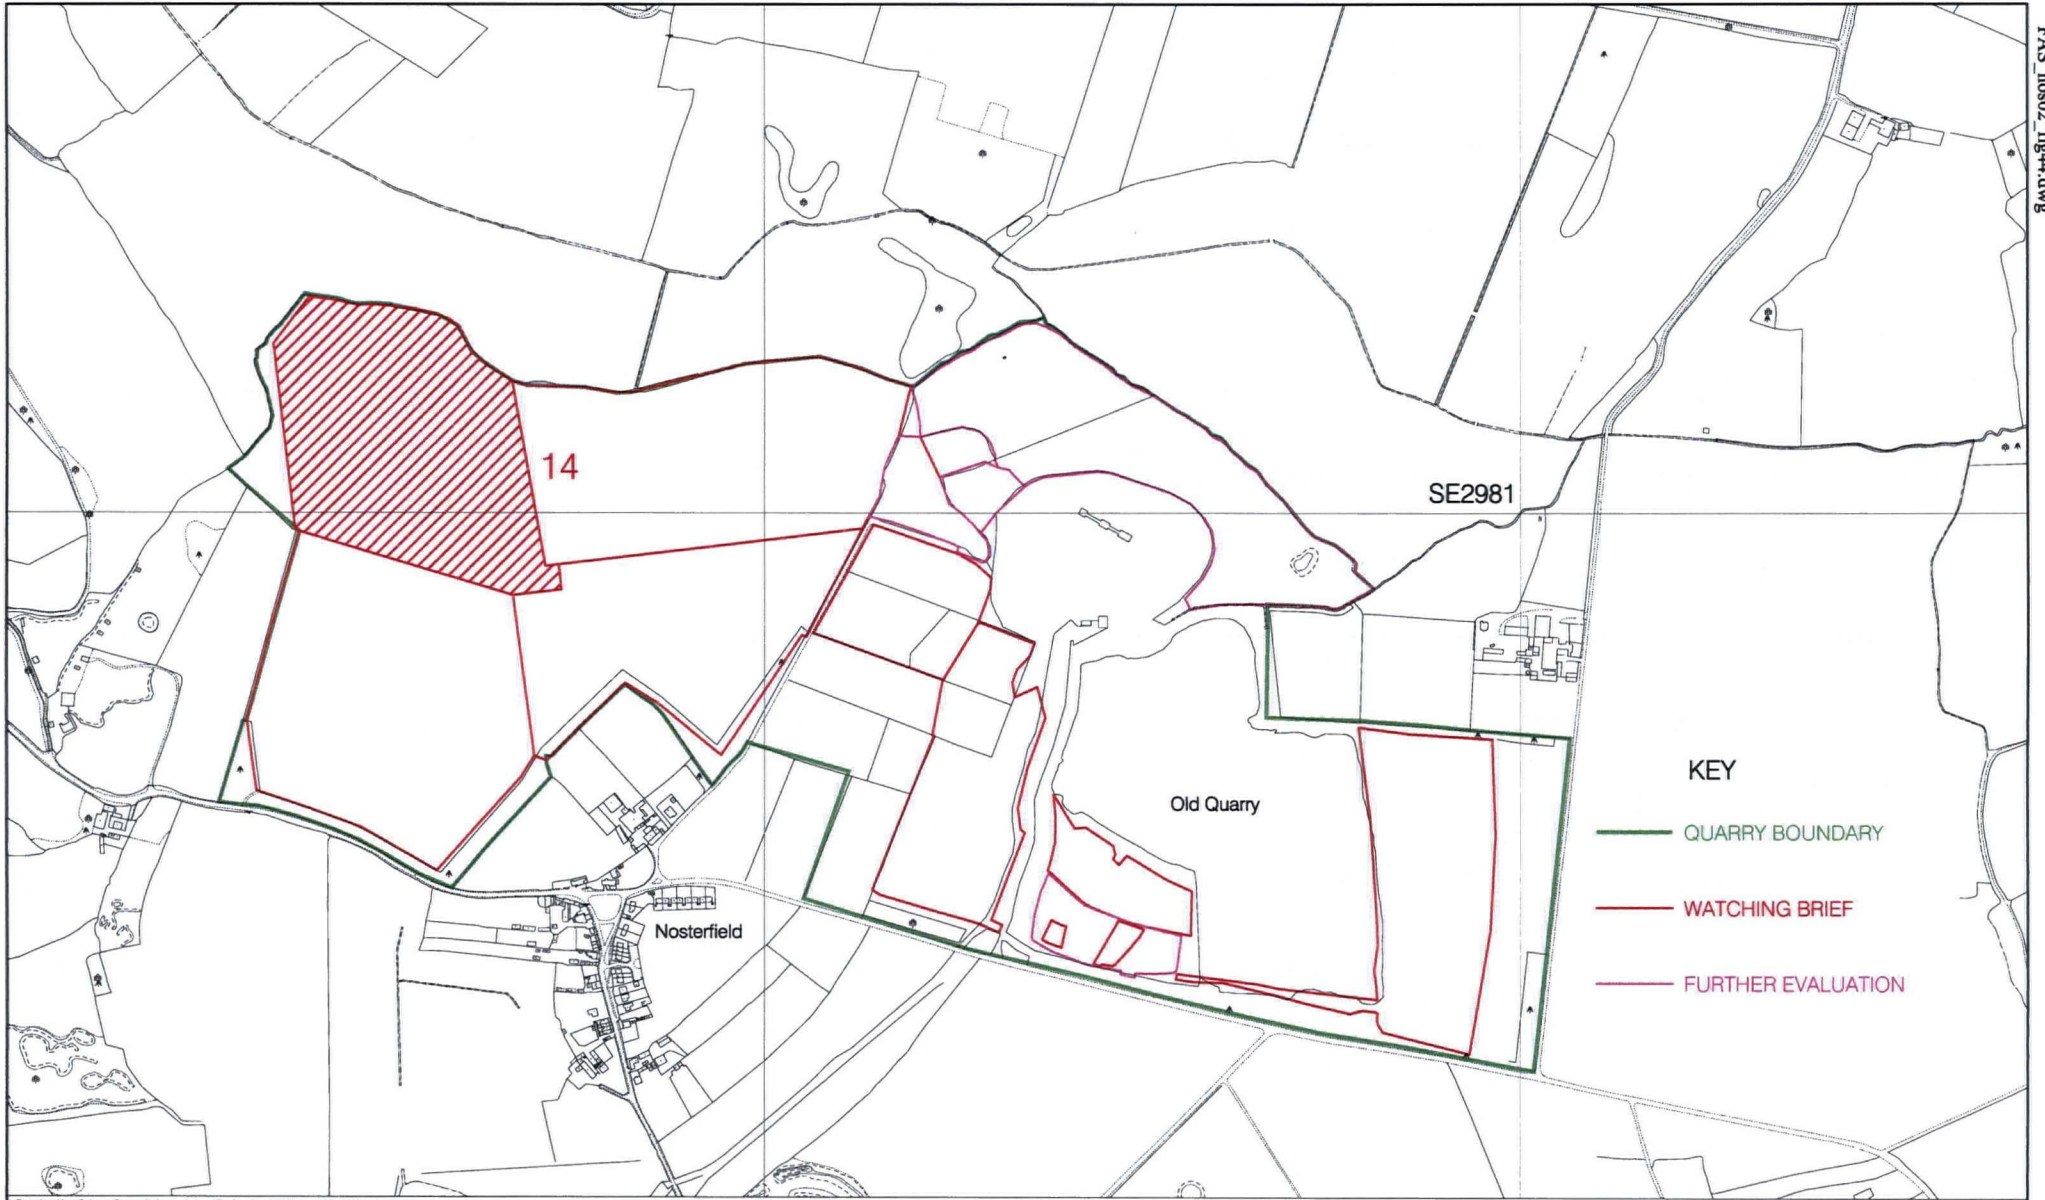 14
SE2981
Old Quarry
Nosterfield
KEY
QUARRY BOUNDARY
WATCHING BRIEF
FURTHER EVALUATION